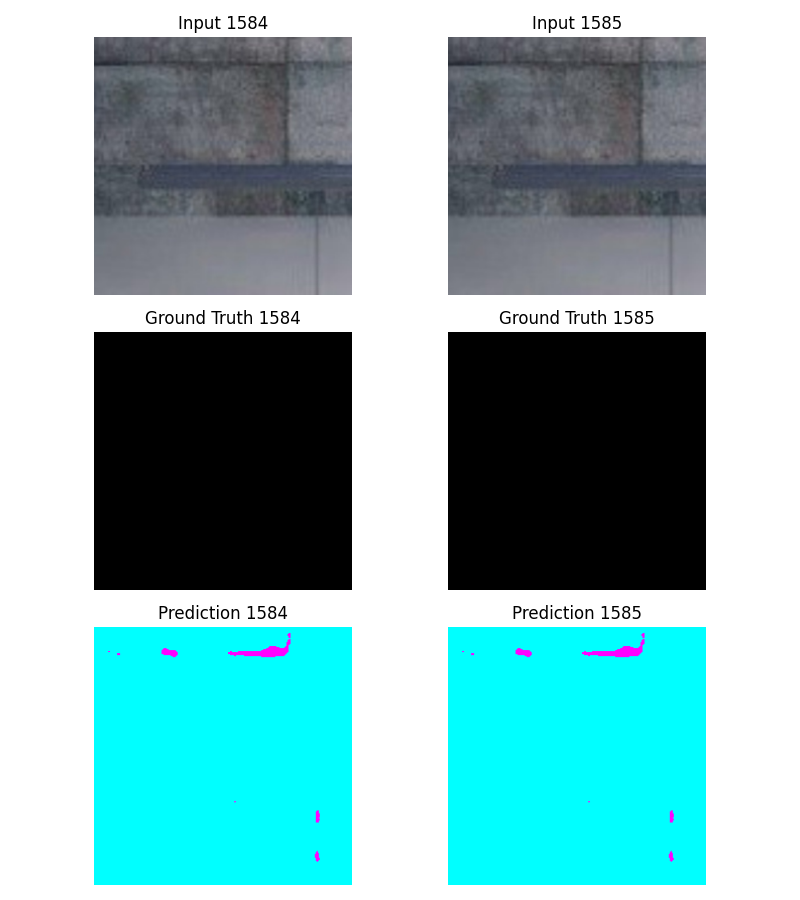 Input 1584
Input 1585
Ground Truth 1584
Ground Truth 1585
Prediction 1584
Prediction 1585